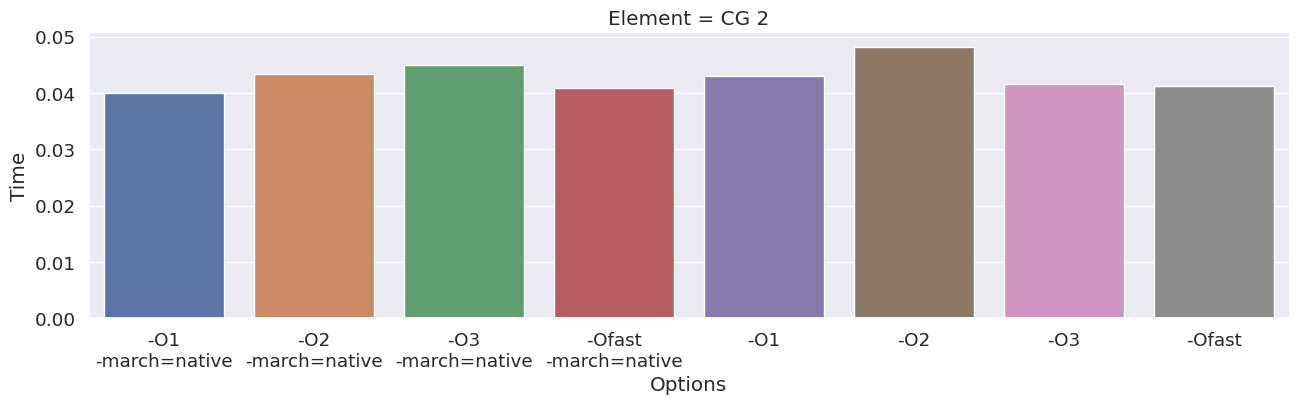 Element = CG 2
0.05
0.04
0.03
0.02
0.01
0.00
Time
-O1 -O2 -O3 -Ofast -O1 -O2 -O3 -Ofast
-march=native -march=native -march=native -march=native
Options